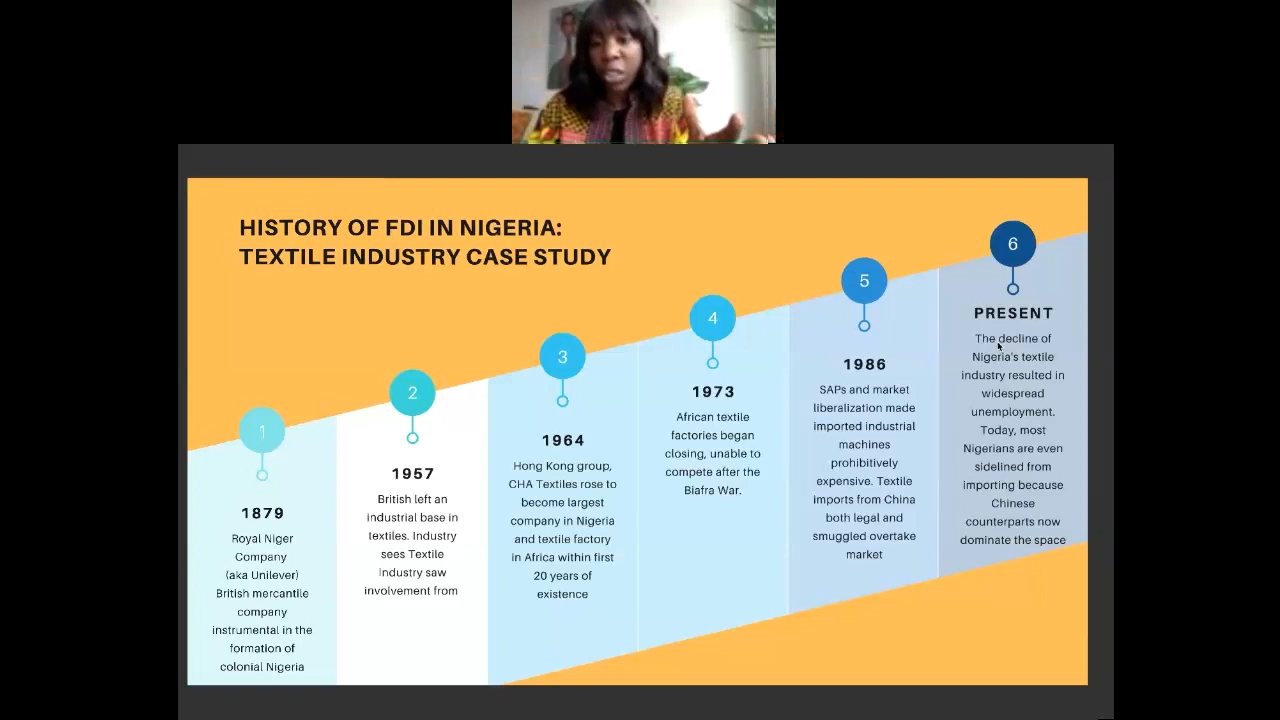 HISTORY OF FDI IN NIGERIA:
TEXTILE INDUSTRY CASE STUDY
1
1879
Royal Niger
Company
(aka Unilever)
British mercantile
company
instrumental in the
formation of
colonial Nigeria
2
1957
British left an
industrial base in
textiles. Industry
sees Textile
Industry saw
involvement from
3
1964
Hong Kong group,
CHA Textiles rose to
become largest
company in Nigeria
and textile factory
in Africa within first
20 years of
existence
4
1973
African textile
factories began
closing, unable to
compete after the
Biafra War.
5
1986
SAPs and market
liberalization made
imported industrial
machines
prohibitively
expensive. Textile
imports from China
both legal and
smuggled overtake
market
6
PRESENT
The decline of
Nigeria's textile
industry resulted in
widespread
unemployment.
Today, most
Nigerians are even
sidelined from
importing because
Chinese
counterparts now
dominate the space